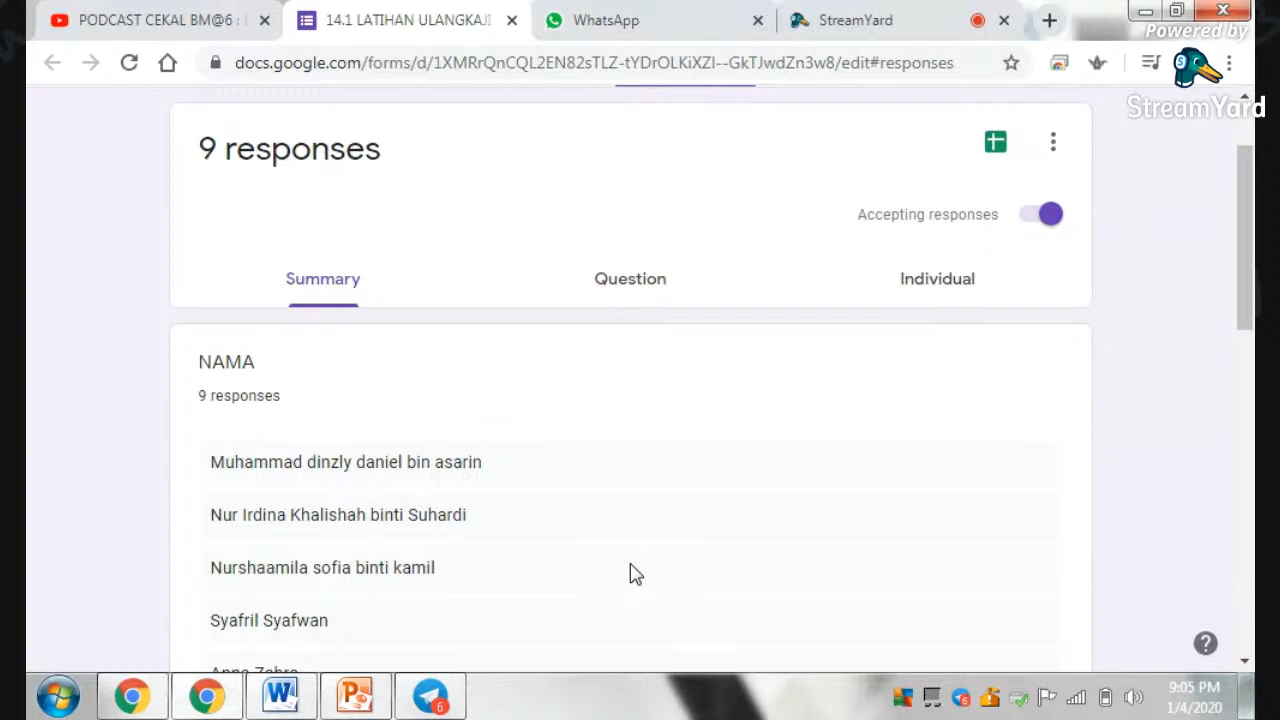 PODCAST CEKAL BM@6 :
14.1 LATIHAN ULANGKAJI
WhatsApp
StreamYard
Powered by
StreamYard
docs.google.com/forms/d/1XMRrQnCQL2EN82sTLZ-tYDrOLKiXZI--GkTJwdZn3w8/edit#responses
9 responses
Accepting responses
Summary
Question
Individual
NAMA
9 responses
Muhammad dinzly daniel bin asarin
Nur Irdina Khalishah binti Suhardi
Nurshaamila sofia binti kamil
Syafril Syafwan
9:05 PM
1/4/2020